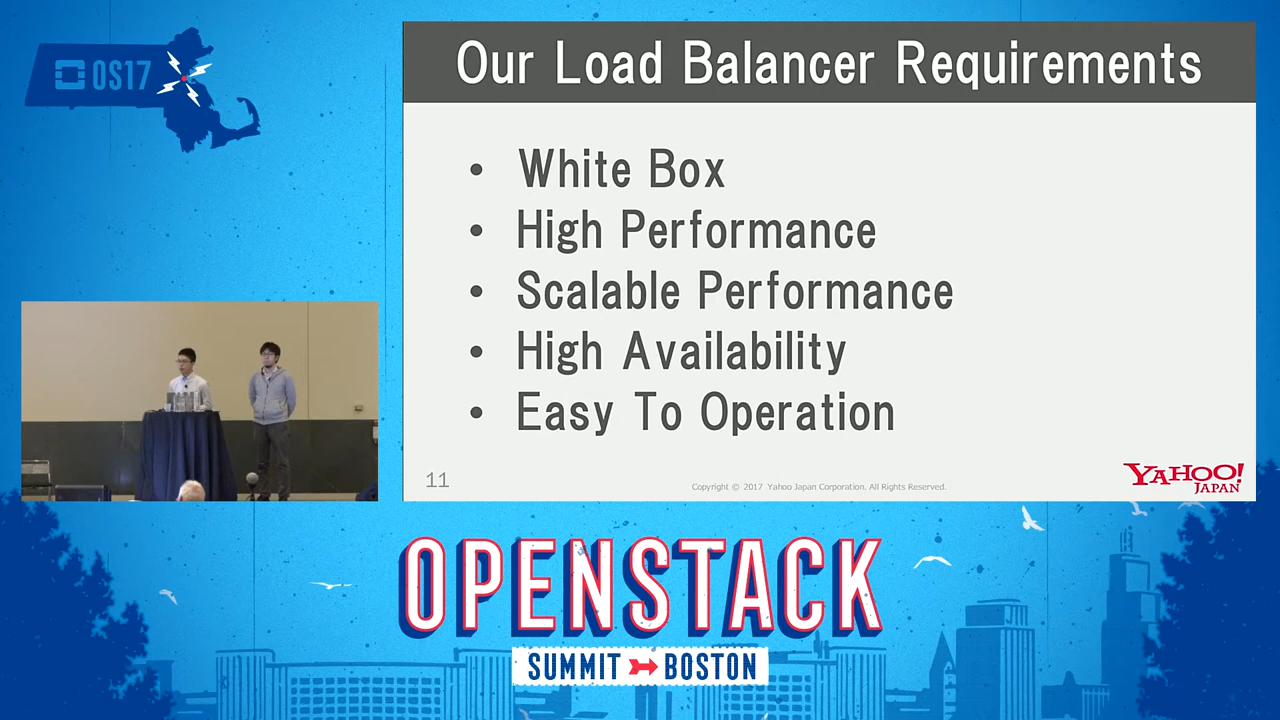 OS17
Our Load Balancer Requirements
• White Box
• High Performance
• Scalable Performance
• High Availability
• Easy To Operation
11
Copyright © 2017 Yahoo Japan Corporation. All Rights Reserved.
YAHOO!
JAPAN
OPENSTACK
SUMMIT BOSTON